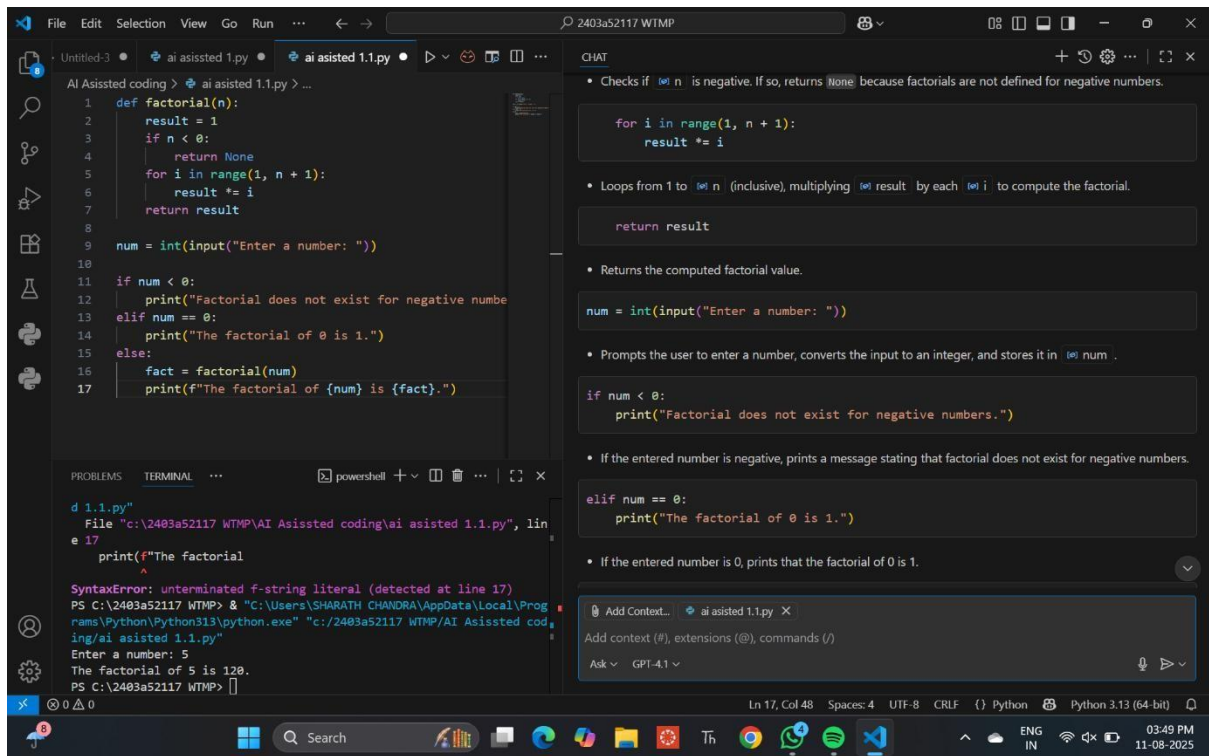 File Edit Selection View Go Run ... 2403a52117 WTMP
Untitled-3 ai asissted 1.py ai asisted 1.1.py
AI Asissted coding > ai asisted 1.1.py > ...
1 def factorial(n):
2     result = 1
3     if n < 0:
4         return None
5     for i in range(1, n + 1):
6         result *= i
7     return result
8
9 num = int(input("Enter a number: "))
10
11 if num < 0:
12     print("Factorial does not exist for negative numbe
13 elif num == 0:
14     print("The factorial of 0 is 1.")
15 else:
16     fact = factorial(num)
17     print(f"The factorial of {num} is {fact}.")
PROBLEMS TERMINAL ... powershell
d 1.1.py"
File "c:\2403a52117 WTMP\AI Asissted coding\ai asisted 1.1.py", lin
e 17
print(f"The factorial
^
SyntaxError: unterminated f-string literal (detected at line 17)
PS C:\2403a52117 WTMP> & "C:\Users\SHARATH CHANDRA\AppData\Local\Prog
rams\Python\Python313\python.exe" "c:/2403a52117 WTMP/AI Asissted cod
ing/ai asisted 1.1.py"
Enter a number: 5
The factorial of 5 is 120.
PS C:\2403a52117 WTMP>
CHAT
• Checks if n is negative. If so, returns None because factorials are not defined for negative numbers.
for i in range(1, n + 1):
    result *= i
• Loops from 1 to n (inclusive), multiplying result by each i to compute the factorial.
return result
• Returns the computed factorial value.
num = int(input("Enter a number: "))
• Prompts the user to enter a number, converts the input to an integer, and stores it in num .
if num < 0:
    print("Factorial does not exist for negative numbers.")
• If the entered number is negative, prints a message stating that factorial does not exist for negative numbers.
elif num == 0:
    print("The factorial of 0 is 1.")
• If the entered number is 0, prints that the factorial of 0 is 1.
Add Context... ai asisted 1.1.py
Add context (#), extensions (@), commands (/)
Ask GPT-4.1
0 0 Ln 17, Col 48 Spaces: 4 UTF-8 CRLF {} Python Python 3.13 (64-bit)
Search ENG IN 03:49 PM 11-08-2025